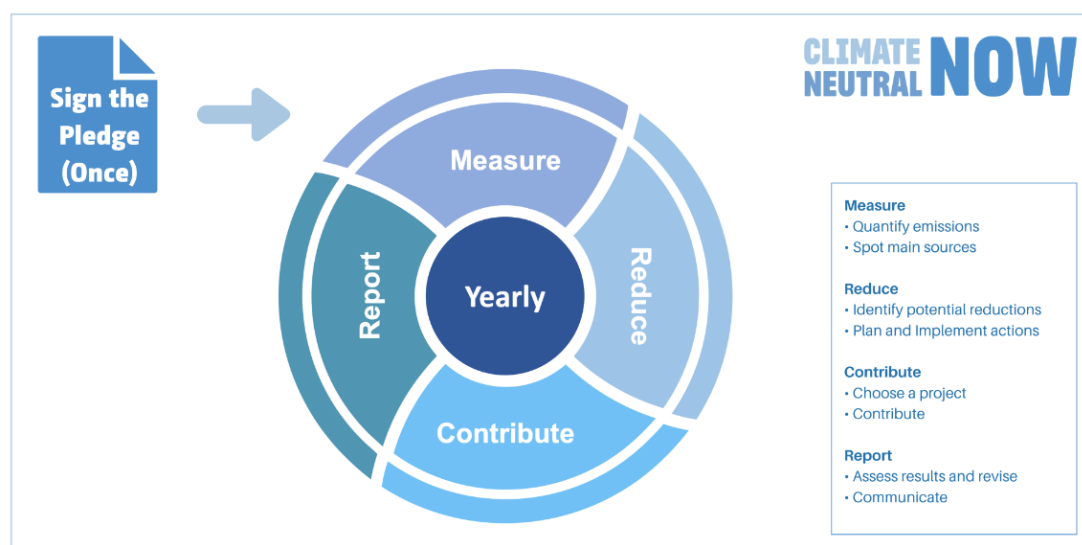 Sign the
Pledge
(Once)
CLIMATE
NEUTRAL
NOW
Measure
Reduce
Contribute
Report
Yearly
Measure
• Quantify emissions
• Spot main sources
Reduce
• Identify potential reductions
• Plan and Implement actions
Contribute
• Choose a project
• Contribute
Report
• Assess results and revise
• Communicate